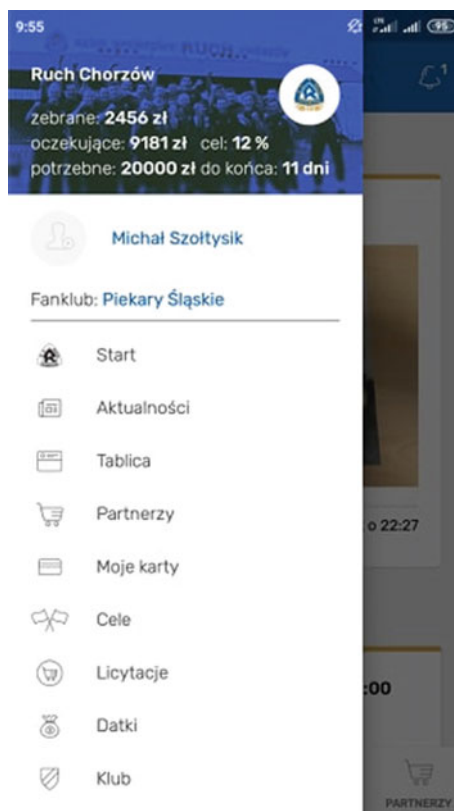 9:55
95
Ruch Chorzów
zebrane: 2456 zł
oczekujące: 9181 zł cel: 12 %
potrzebne: 20000 zł do końca: 11 dni
1
Michał Szołtysik
Fanklub: Piekary Śląskie
Start
Aktualności
Tablica
Partnerzy
o 22:27
Moje karty
Cele
Licytacje
:00
Datki
Klub
PARTNERZY